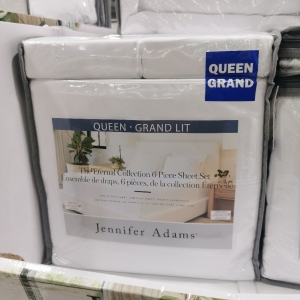 QUEEN
GRAND
QUEEN · GRAND LIT
The Eternal Collection 6 Piece Sheet Set
Ensemble de draps, 6 pièces, de la collection Éternelle
Jennifer Adams